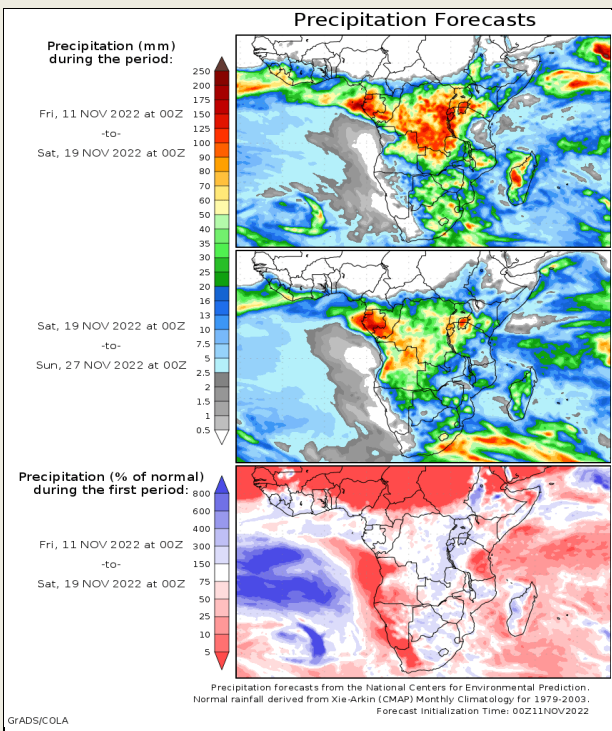 Precipitation Forecasts
Precipitation (mm)
during the period:
Fri, 11 NOV 2022 at 00Z
-to-
Sat, 19 NOV 2022 at 00Z
250
200
175
150
125
100
90
80
70
60
50
40
35
30
25
20
16
13
10
7.5
5
2.5
2
1.5
1
0.5
Sat, 19 NOV 2022 at 00Z
-to-
Sun, 27 NOV 2022 at 00Z
Precipitation (% of normal)
during the first period:
Fri, 11 NOV 2022 at 00Z
-to-
Sat, 19 NOV 2022 at 00Z
800
600
400
300
150
75
50
25
10
5
Precipitation forecasts from the National Centers for Environmental Prediction.
Normal rainfall derived from Xie-Arkin (CMAP) Monthly Climatology for 1979-2003.
Forecast Initialization Time: 00Z11NOV2022
GrADS/COLA